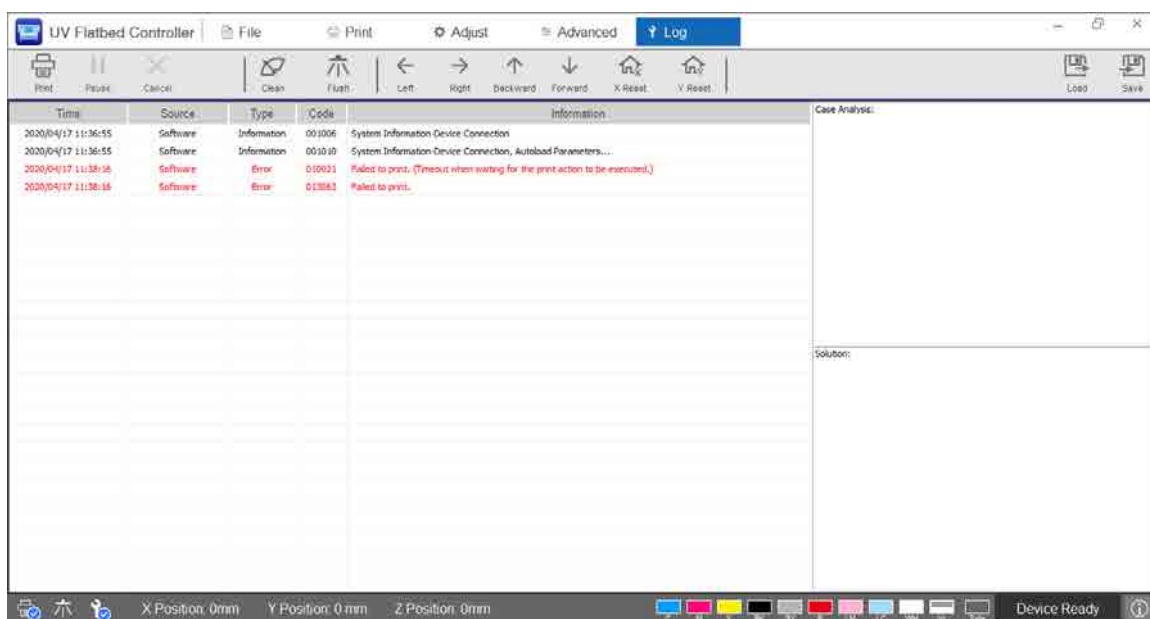 UV Flatbed Controller File Print Adjust Advanced Log
Print Pause Cancel Clean Flush Left Right Backward Forward X Reset Y Reset Load Save
Time Source Type Code Information
Case Analysis:
2020/04/17 11:36:55 Software Information 001006 System Information-Device Connection
2020/04/17 11:36:55 Software Information 001010 System Information-Device Connection, Autoload Parameters...
2020/04/17 11:38:16 Software Error 010021 Failed to print. (Timeout when waiting for the print action to be executed.)
2020/04/17 11:38:16 Software Error Failed to print.
Solution:
X Position: 0mm Y Position: 0 mm Z Position: 0mm Device Ready